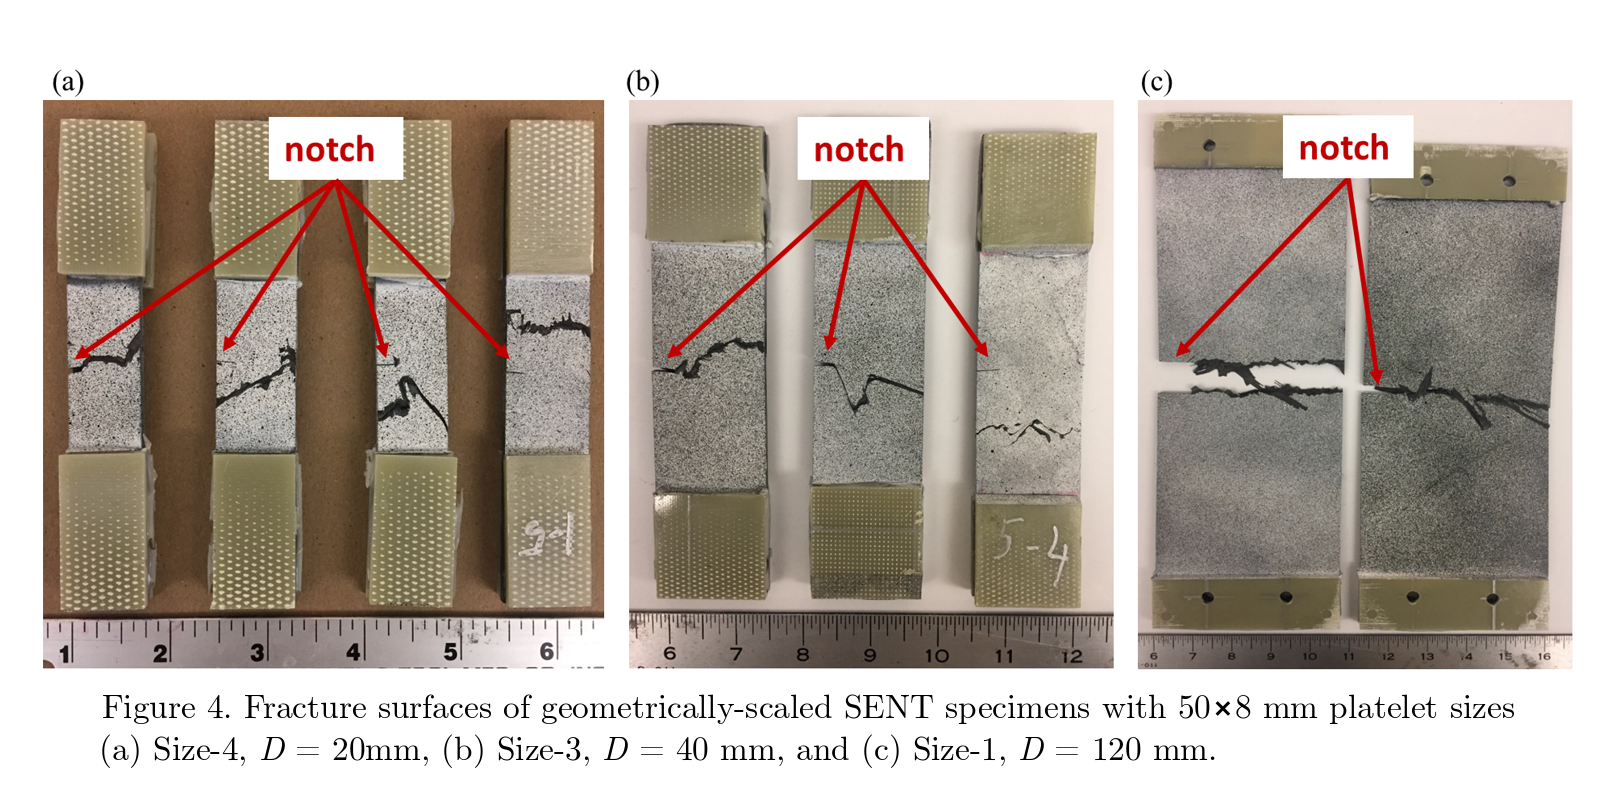 (a)
(b)
(c)
notch
notch
notch
5-1
5-4
1 2 3 4 5 6
6 7 8 9 10 11 12
6 7 8 9 10 11 12 13 14 15 16
Figure 4. Fracture surfaces of geometrically-scaled SENT specimens with 50×8 mm platelet sizes
(a) Size-4, D = 20mm, (b) Size-3, D = 40 mm, and (c) Size-1, D = 120 mm.